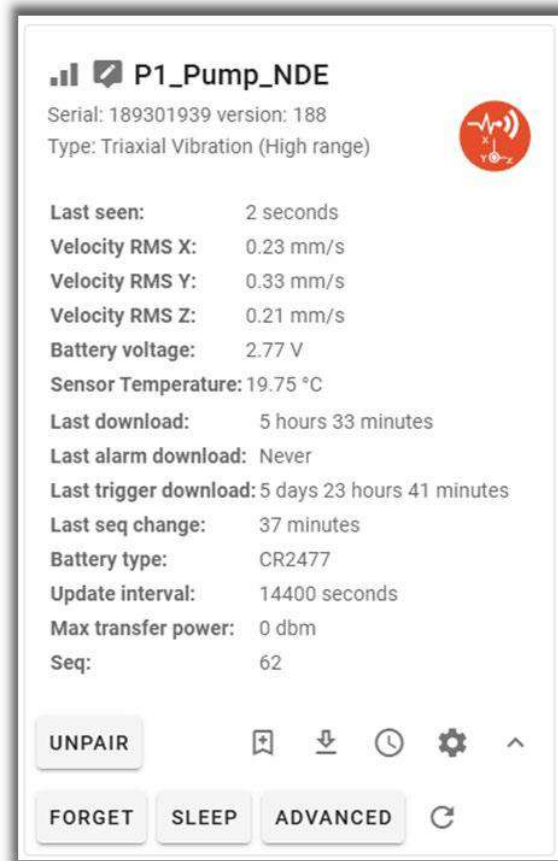 P1_Pump_NDE
Serial: 189301939 version: 188
Type: Triaxial Vibration (High range)
X
Y Z
Last seen: 2 seconds
Velocity RMS X: 0.23 mm/s
Velocity RMS Y: 0.33 mm/s
Velocity RMS Z: 0.21 mm/s
Battery voltage: 2.77 V
Sensor Temperature: 19.75 °C
Last download: 5 hours 33 minutes
Last alarm download: Never
Last trigger download: 5 days 23 hours 41 minutes
Last seq change: 37 minutes
Battery type: CR2477
Update interval: 14400 seconds
Max transfer power: 0 dbm
Seq: 62
UNPAIR
FORGET SLEEP ADVANCED